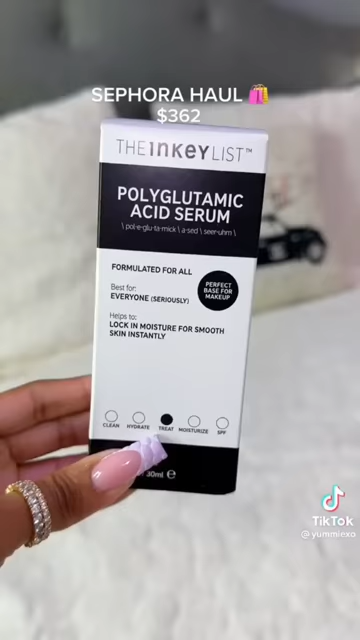 SEPHORA HAUL 🛍️
$362
THE INKEY LIST™
POLYGLUTAMIC
ACID SERUM
\ pol·e·glu·ta·mick \ a·sed \ seer·uhm \
FORMULATED FOR ALL
Best for:
EVERYONE (SERIOUSLY)
PERFECT
BASE FOR
MAKEUP
Helps to:
LOCK IN MOISTURE FOR SMOOTH
SKIN INSTANTLY
CLEAN HYDRATE TREAT MOISTURIZE SPF
30ml ℮
TikTok
@yummiexo